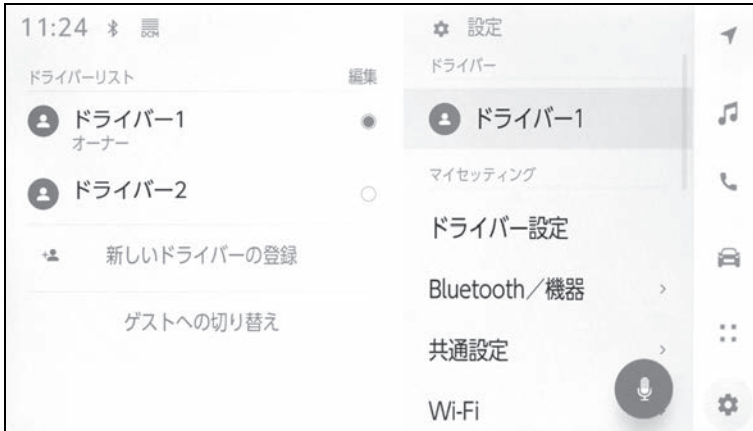 11:24
DCM
ドライバーリスト
編集
ドライバー1
オーナー
ドライバー2
新しいドライバーの登録
ゲストへの切り替え
設定
ドライバー
ドライバー1
マイセッティング
ドライバー設定
Bluetooth／機器
共通設定
Wi-Fi